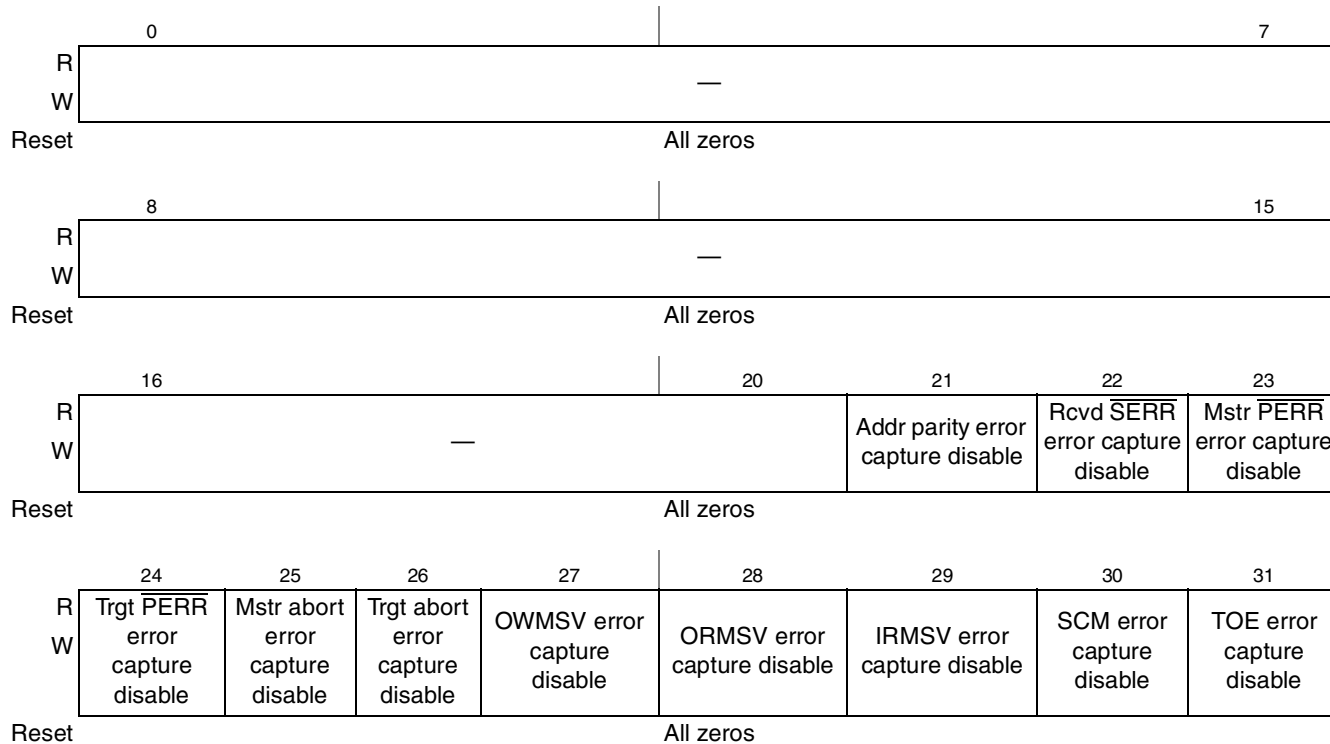 0 7
R
—
W
Reset All zeros
8 15
R
—
W
Reset All zeros
16 20 21 22 23
R Rcvd SERR Mstr PERR
— Addr parity error error capture error capture
W capture disable disable disable
Reset All zeros
24 25 26 27 28 29 30 31
R Trgt PERR Mstr abort Trgt abort OWMSV error ORMSV error IRMSV error SCM error TOE error
W error error error capture capture disable capture disable capture capture
capture capture capture disable disable disable
disable disable disable
Reset All zeros